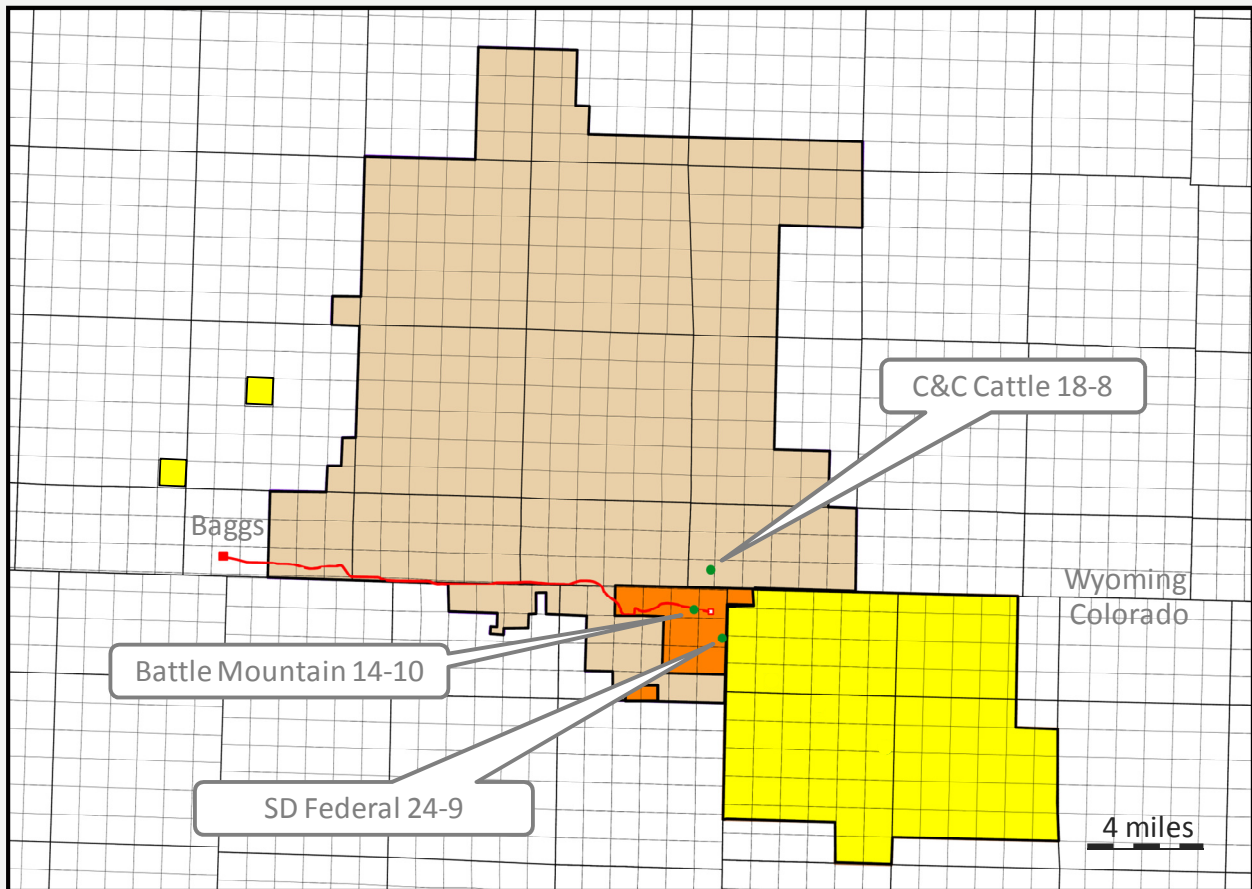 C&C Cattle 18-8
Baggs
Wyoming
Colorado
Battle Mountain 14-10
SD Federal 24-9
4 miles